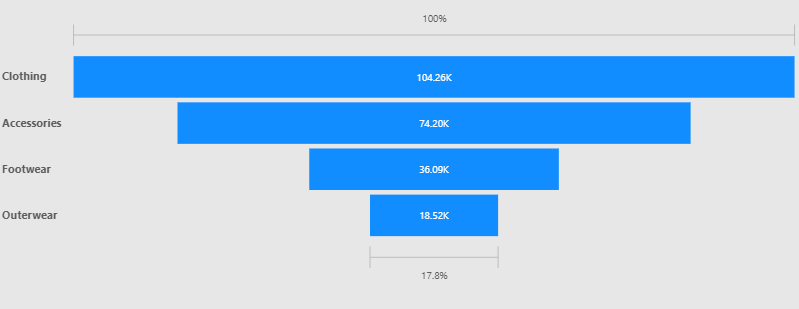 100%
Clothing 104.26K
Accessories 74.20K
Footwear 36.09K
Outerwear 18.52K
17.8%